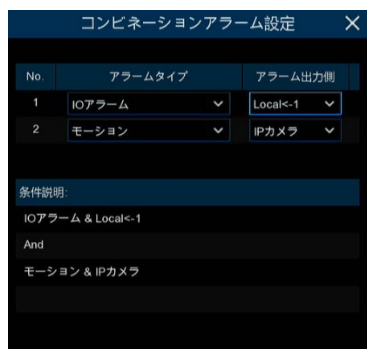 コンビネーションアラーム設定
No. アラームタイプ アラーム出力側
1 IOアラーム Local<-1
2 モーション IPカメラ
条件説明:
IOアラーム & Local<-1
And
モーション & IPカメラ